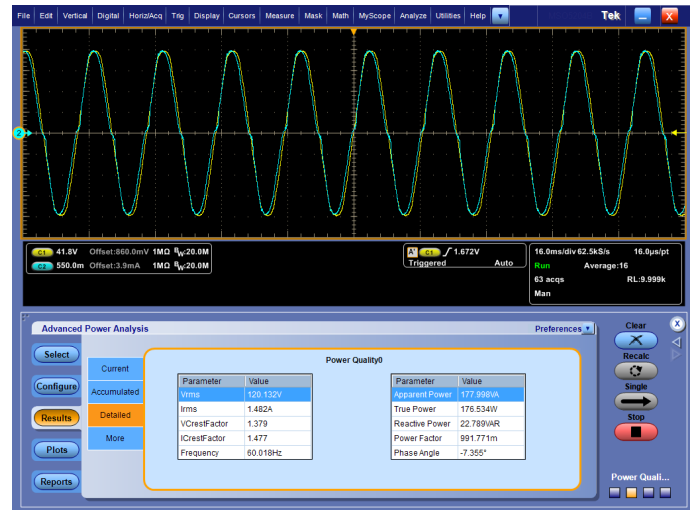 File Edit Vertical Digital Horiz/Acq Trig Display Cursors Measure Mask Math MyScope Analyze Utilities Help Tek X
2
C1 41.8V Offset:860.0mV 1MΩ BW:20.0M
C2 550.0m Offset:3.9mA 1MΩ BW:20.0M
A' C1 1.672V
Triggered Auto
16.0ms/div 62.5kS/s 16.0µs/pt
Run Average:16
63 acqs RL:9.999k
Man
Advanced Power Analysis
Preferences
Select
Configure
Results
Plots
Reports
Current
Accumulated
Detailed
More
Power Quality0
Parameter Value
Vrms 120.132V
Irms 1.482A
VCrestFactor 1.379
ICrestFactor 1.477
Frequency 60.018Hz
Parameter Value
Apparent Power 177.998VA
True Power 176.534W
Reactive Power 22.789VAR
Power Factor 991.771m
Phase Angle -7.355°
X
Clear
Recalc
Single
Stop
Power Quali...